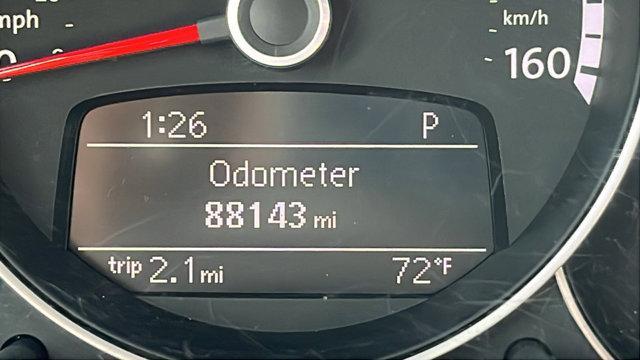 mph
km/h
160
1:26 P
Odometer
88143 mi
trip 2.1 mi 72°F